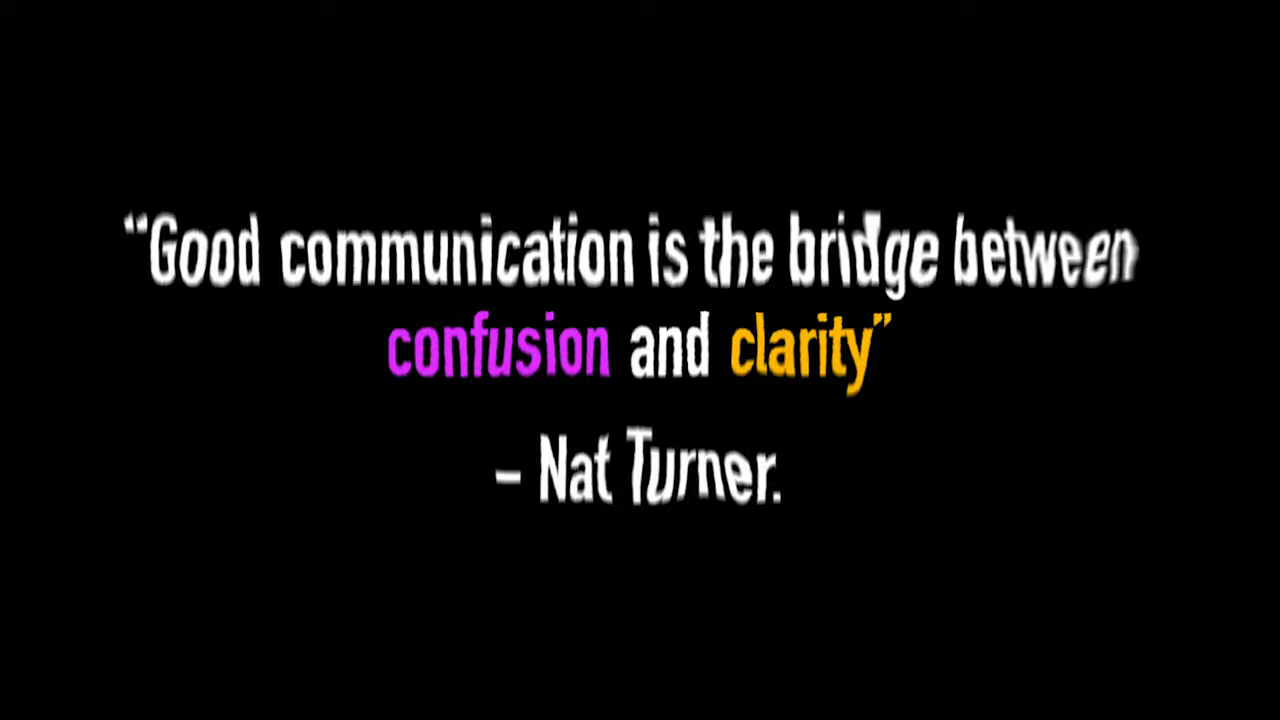 “Good communication is the bridge between
confusion and clarity”
– Nat Turner.